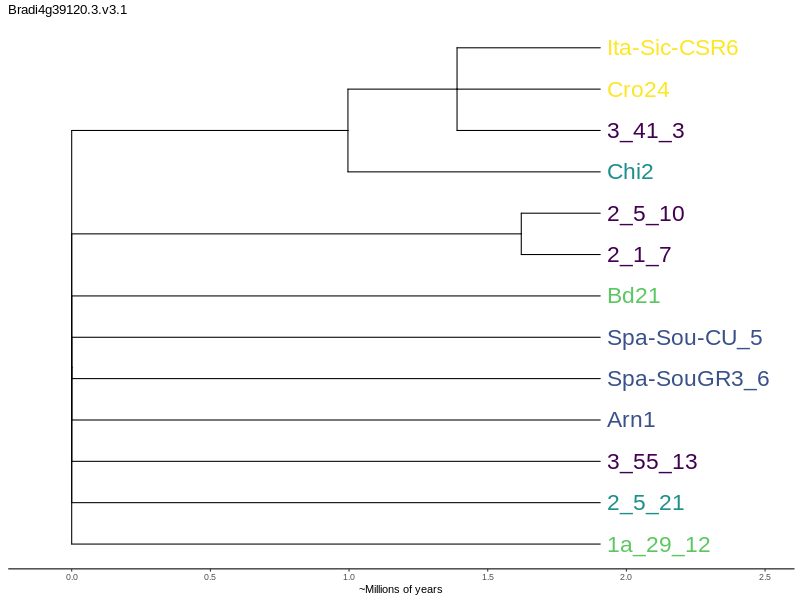 Bradi4g39120.3.v3.1
Ita-Sic-CSR6
Cro24
3_41_3
Chi2
2_5_10
2_1_7
Bd21
Spa-Sou-CU_5
Spa-SouGR3_6
Arn1
3_55_13
2_5_21
1a_29_12
0.0 0.5 1.0 1.5 2.0 2.5
~Millions of years